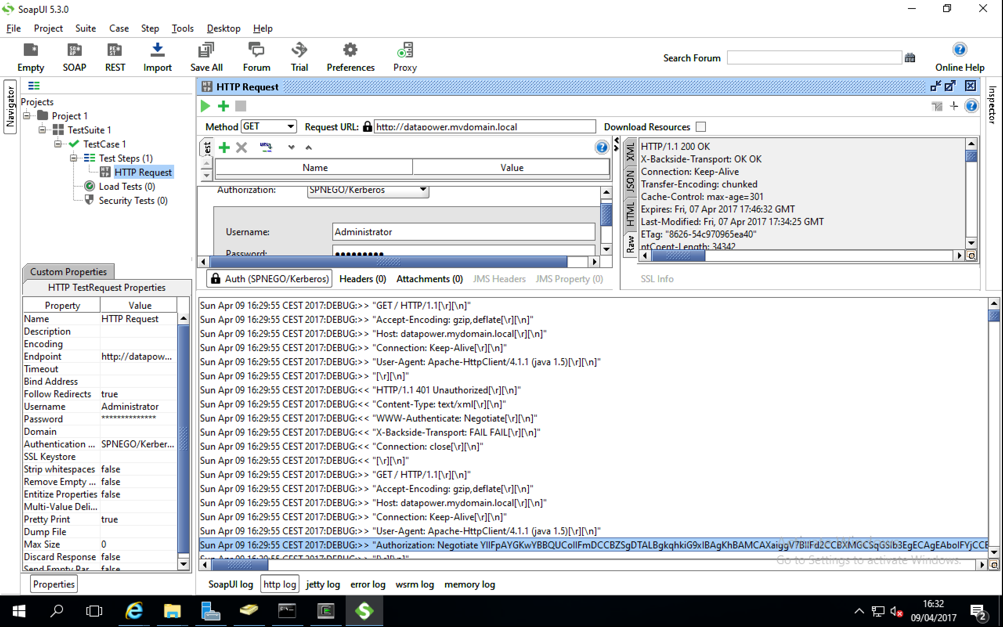 SoapUI 5.3.0
File Project Suite Case Step Tools Desktop Help
Empty SOAP REST Import Save All Forum Trial Preferences Proxy Search Forum Online Help
Navigator
Projects
Project 1
TestSuite 1
TestCase 1
Test Steps (1)
HTTP Request
Load Tests (0)
Security Tests (0)
HTTP Request
Method GET Request URL: http://datapower.mydomain.local Download Resources
Name Value
Authorization: SPNEGO/Kerberos
Username: Administrator
Password: •••••••••
Auth (SPNEGO/Kerberos) Headers (0) Attachments (0) JMS Headers JMS Property (0)
XML
JSON
HTML
Raw
HTTP/1.1 200 OK
X-Backside-Transport: OK OK
Connection: Keep-Alive
Transfer-Encoding: chunked
Cache-Control: max-age=301
Expires: Fri, 07 Apr 2017 17:46:32 GMT
Last-Modified: Fri, 07 Apr 2017 17:34:25 GMT
ETag: "8626-54c970965ea40"
ntCoent-Length: 34342
SSL Info
Inspector
Custom Properties
HTTP TestRequest Properties
Property Value
Name HTTP Request
Description
Encoding
Endpoint http://datapow...
Timeout
Bind Address
Follow Redirects true
Username Administrator
Password **************
Domain
Authentication ... SPNEGO/Kerber...
SSL Keystore
Strip whitespaces false
Remove Empty ... false
Entitize Properties false
Multi-Value Deli...
Pretty Print true
Dump File
Max Size 0
Discard Response false
Send Empty Par... false
Properties
Sun Apr 09 16:29:55 CEST 2017:DEBUG:>> "GET / HTTP/1.1[\r][\n]"
Sun Apr 09 16:29:55 CEST 2017:DEBUG:>> "Accept-Encoding: gzip,deflate[\r][\n]"
Sun Apr 09 16:29:55 CEST 2017:DEBUG:>> "Host: datapower.mydomain.local[\r][\n]"
Sun Apr 09 16:29:55 CEST 2017:DEBUG:>> "Connection: Keep-Alive[\r][\n]"
Sun Apr 09 16:29:55 CEST 2017:DEBUG:>> "User-Agent: Apache-HttpClient/4.1.1 (java 1.5)[\r][\n]"
Sun Apr 09 16:29:55 CEST 2017:DEBUG:>> "[\r][\n]"
Sun Apr 09 16:29:55 CEST 2017:DEBUG:<< "HTTP/1.1 401 Unauthorized[\r][\n]"
Sun Apr 09 16:29:55 CEST 2017:DEBUG:<< "Content-Type: text/xml[\r][\n]"
Sun Apr 09 16:29:55 CEST 2017:DEBUG:<< "WWW-Authenticate: Negotiate[\r][\n]"
Sun Apr 09 16:29:55 CEST 2017:DEBUG:<< "X-Backside-Transport: FAIL FAIL[\r][\n]"
Sun Apr 09 16:29:55 CEST 2017:DEBUG:<< "Connection: close[\r][\n]"
Sun Apr 09 16:29:55 CEST 2017:DEBUG:<< "[\r][\n]"
Sun Apr 09 16:29:55 CEST 2017:DEBUG:>> "GET / HTTP/1.1[\r][\n]"
Sun Apr 09 16:29:55 CEST 2017:DEBUG:>> "Accept-Encoding: gzip,deflate[\r][\n]"
Sun Apr 09 16:29:55 CEST 2017:DEBUG:>> "Host: datapower.mydomain.local[\r][\n]"
Sun Apr 09 16:29:55 CEST 2017:DEBUG:>> "Connection: Keep-Alive[\r][\n]"
Sun Apr 09 16:29:55 CEST 2017:DEBUG:>> "User-Agent: Apache-HttpClient/4.1.1 (java 1.5)[\r][\n]"
Sun Apr 09 16:29:55 CEST 2017:DEBUG:>> "Authorization: Negotiate
Go to Settings to activate Windows.
SoapUI log http log jetty log error log wsrm log memory log
16:32
09/04/2017
2